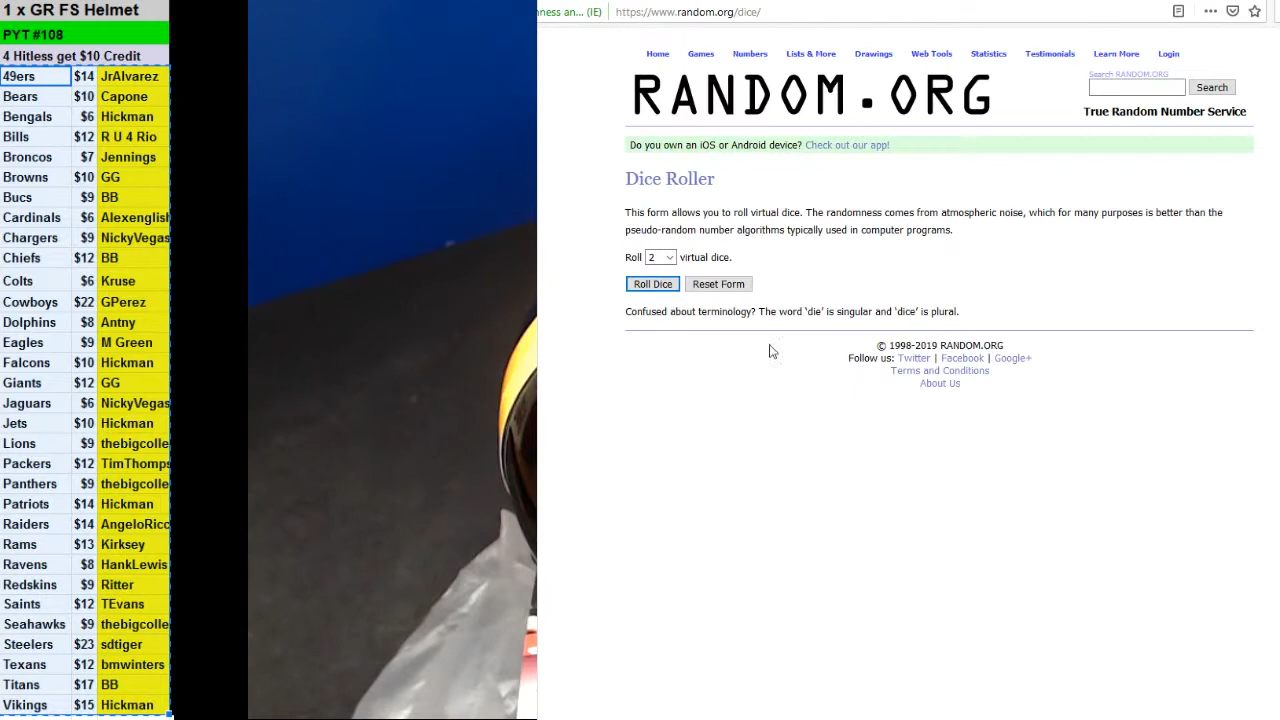 1 x GR FS Helmet
PYT #108
4 Hitless get $10 Credit
49ers $14 JrAlvarez
Bears $10 Capone
Bengals $6 Hickman
Bills $12 R U 4 Rio
Broncos $7 Jennings
Browns $10 GG
Bucs $9 BB
Cardinals $6 Alexenglish
Chargers $9 NickyVegas
Chiefs $12 BB
Colts $6 Kruse
Cowboys $22 GPerez
Dolphins $8 Antny
Eagles $9 M Green
Falcons $10 Hickman
Giants $12 GG
Jaguars $6 NickyVegas
Jets $10 Hickman
Lions $9 thebigcolle
Packers $12 TimThomps
Panthers $9 thebigcolle
Patriots $14 Hickman
Raiders $14 AngeloRicc
Rams $13 Kirksey
Ravens $8 HankLewis
Redskins $9 Ritter
Saints $12 TEvans
Seahawks $9 thebigcolle
Steelers $23 sdtiger
Texans $12 bmwinters
Titans $17 BB
Vikings $15 Hickman
(IE) https://www.random.org/dice/
Home Games Numbers Lists & More Drawings Web Tools Statistics Testimonials Learn More Login
RANDOM.ORG
Search RANDOM.ORG
Search
True Random Number Service
Do you own an iOS or Android device? Check out our app!
Dice Roller
This form allows you to roll virtual dice. The randomness comes from atmospheric noise, which for many purposes is better than the
pseudo-random number algorithms typically used in computer programs.
Roll 2 virtual dice.
Roll Dice Reset Form
Confused about terminology? The word ‘die’ is singular and ‘dice’ is plural.
© 1998-2019 RANDOM.ORG
Follow us: Twitter | Facebook | Google+
Terms and Conditions
About Us